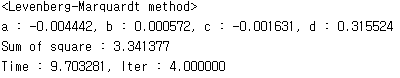 <Levenberg-Marquardt method>
a : -0.004442, b : 0.000572, c : -0.001631, d : 0.315524
Sum of square : 3.341377
Time : 9.703281, Iter : 4.000000